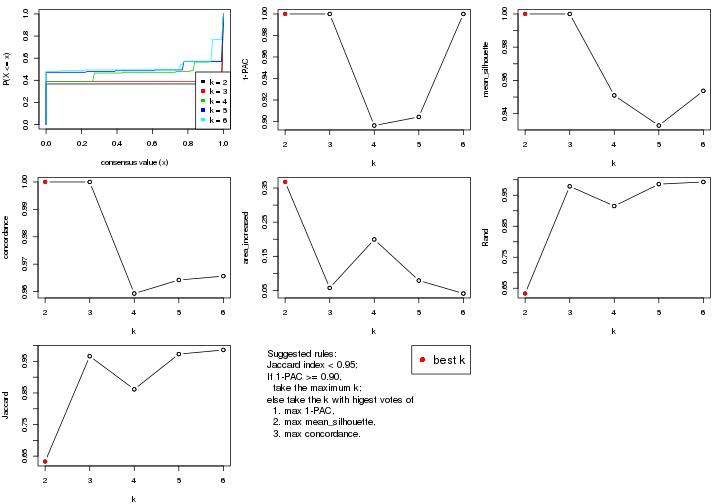 P(X <= x)
0.0 0.2 0.4 0.6 0.8 1.0
k = 2
k = 3
k = 4
k = 5
k = 6
0.0 0.2 0.4 0.6 0.8 1.0
consensus value (x)
1-PAC
0.90 0.92 0.94 0.96 0.98 1.00
2 3 4 5 6
k
mean_silhouette
0.94 0.96 0.98 1.00
2 3 4 5 6
k
concordance
0.96 0.97 0.98 0.99 1.00
2 3 4 5 6
k
area_increased
0.05 0.15 0.25 0.35
2 3 4 5 6
k
Rand
0.65 0.75 0.85 0.95
2 3 4 5 6
k
Jaccard
0.65 0.75 0.85 0.95
2 3 4 5 6
k
Suggested rules:
Jaccard index < 0.95;
If 1-PAC >= 0.90,
take the maximum k;
else take the k with higest votes of
1. max 1-PAC,
2. max mean_silhouette,
3. max concordance.
best k